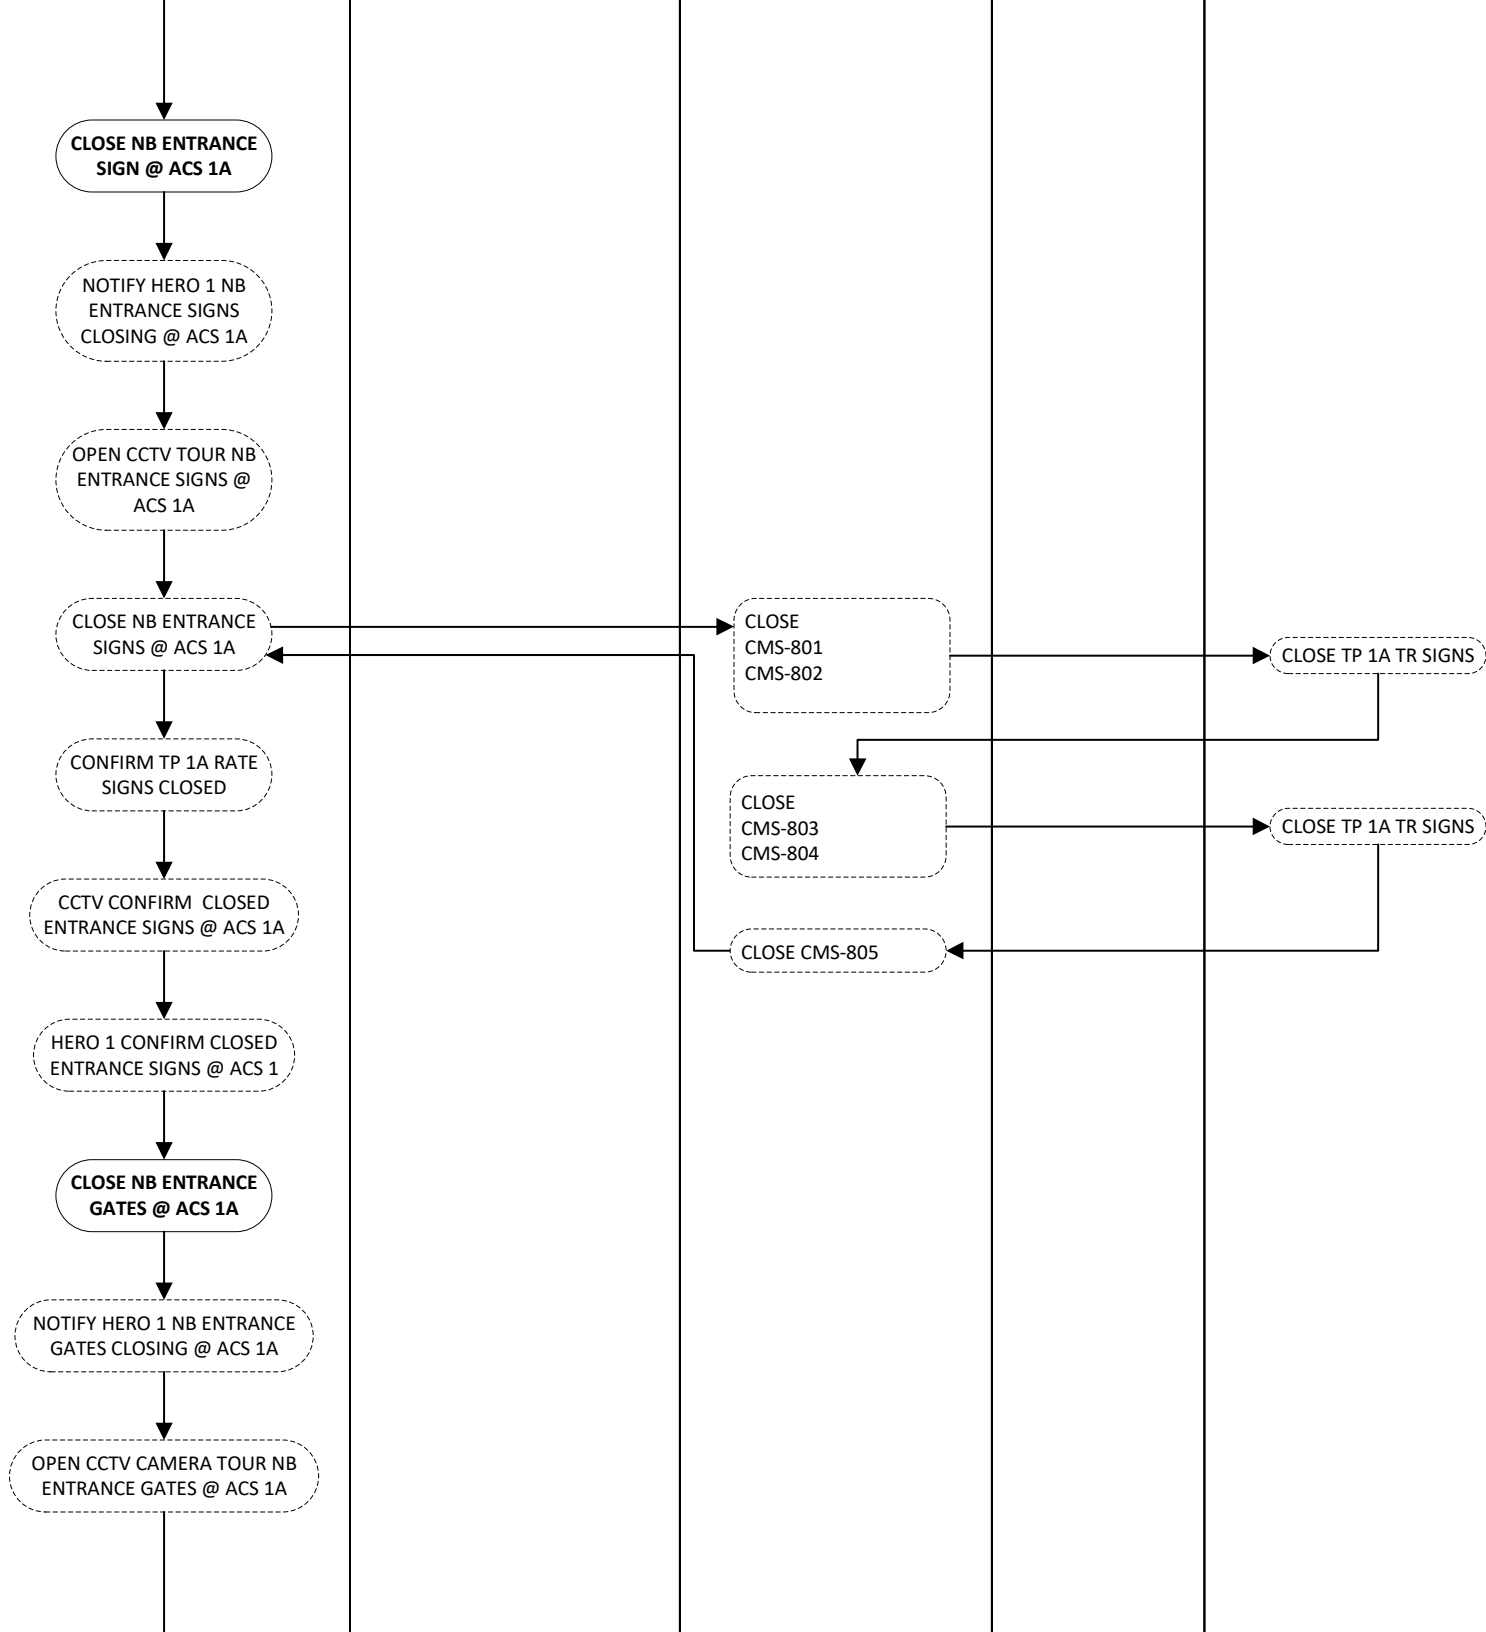 CLOSE NB ENTRANCE
SIGN @ ACS 1A
NOTIFY HERO 1 NB
ENTRANCE SIGNS
CLOSING @ ACS 1A
OPEN CCTV TOUR NB
ENTRANCE SIGNS @
ACS 1A
CLOSE NB ENTRANCE
SIGNS @ ACS 1A
CLOSE
CMS-801
CMS-802
CLOSE TP 1A TR SIGNS
CONFIRM TP 1A RATE
SIGNS CLOSED
CLOSE
CMS-803
CMS-804
CLOSE TP 1A TR SIGNS
CCTV CONFIRM  CLOSED
ENTRANCE SIGNS @ ACS 1A
CLOSE CMS-805
HERO 1 CONFIRM CLOSED
ENTRANCE SIGNS @ ACS 1
CLOSE NB ENTRANCE
GATES @ ACS 1A
NOTIFY HERO 1 NB ENTRANCE
GATES CLOSING @ ACS 1A
OPEN CCTV CAMERA TOUR NB
ENTRANCE GATES @ ACS 1A